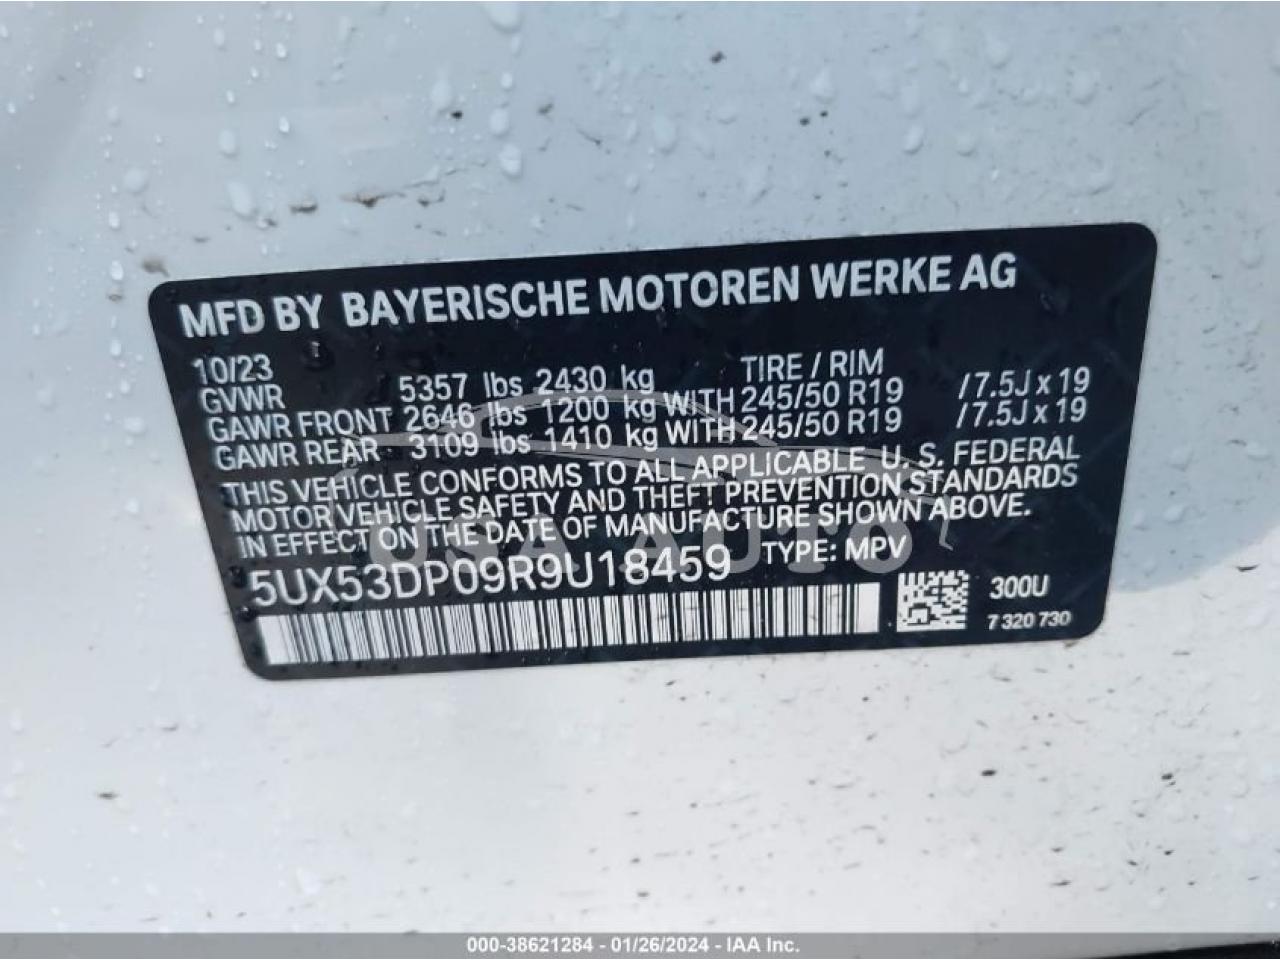 MFD BY BAYERISCHE MOTOREN WERKE AG
10/23 TIRE / RIM
GVWR 5357 lbs 2430 kg
GAWR FRONT 2646 lbs 1200 kg WITH 245/50 R19 /7.5J x 19
GAWR REAR 3109 lbs 1410 kg WITH 245/50 R19 /7.5J x 19
THIS VEHICLE CONFORMS TO ALL APPLICABLE U. S. FEDERAL
MOTOR VEHICLE SAFETY AND THEFT PREVENTION STANDARDS
IN EFFECT ON THE DATE OF MANUFACTURE SHOWN ABOVE.
USA AUTO
5UX53DP09R9U18459 TYPE: MPV
300U
7 320 730
000-38621284 - 01/26/2024 - IAA Inc.